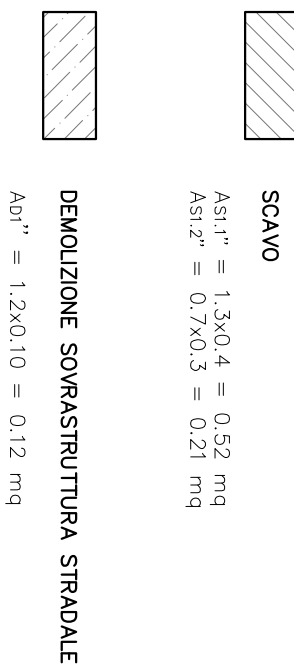 SCAVO
As1.1" = 1.3x0.4 = 0.52 mq
As1.2" = 0.7x0.3 = 0.21 mq
DEMOLIZIONE SOVRASTRUTTURA STRADALE
AD1" = 1.2x0.10 = 0.12 mq